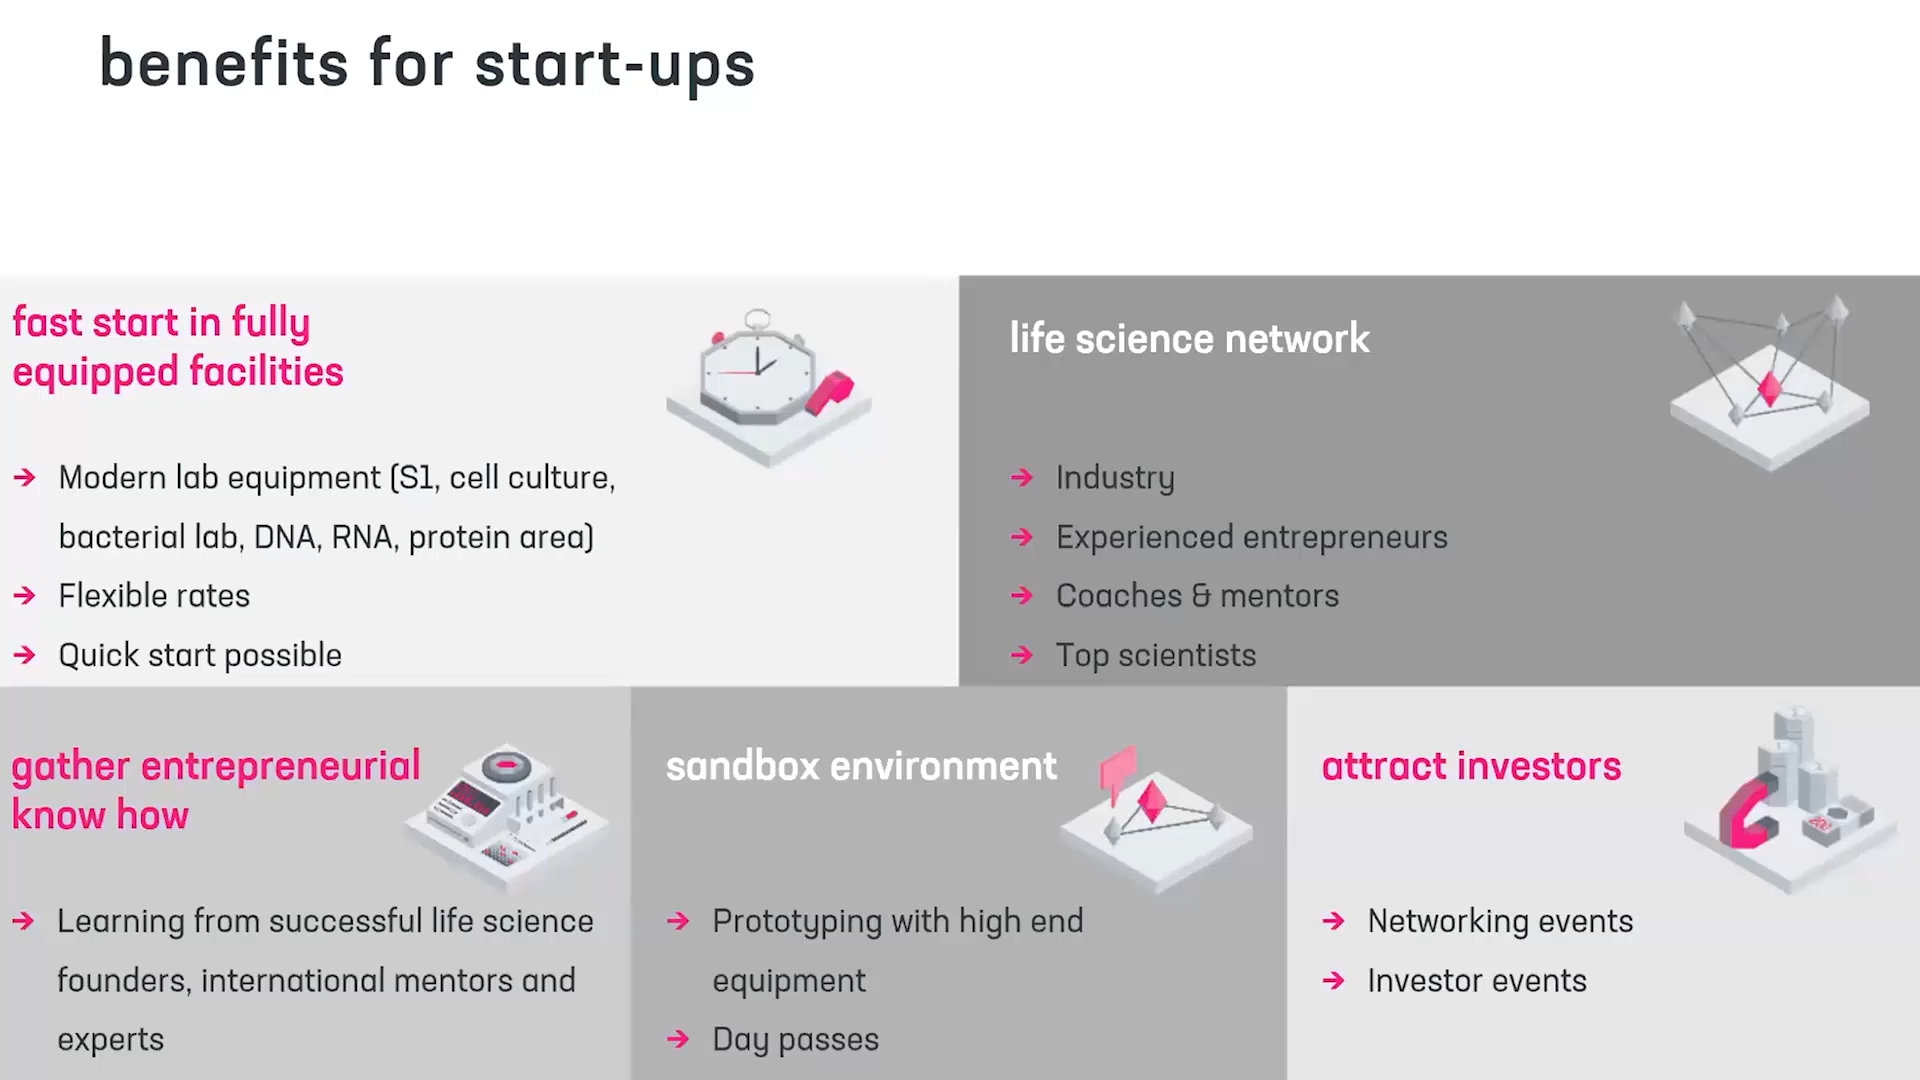 benefits for start-ups
fast start in fully
equipped facilities
→ Modern lab equipment (S1, cell culture,
bacterial lab, DNA, RNA, protein area)
→ Flexible rates
→ Quick start possible
life science network
→ Industry
→ Experienced entrepreneurs
→ Coaches & mentors
→ Top scientists
gather entrepreneurial
know how
→ Learning from successful life science
founders, international mentors and
experts
sandbox environment
→ Prototyping with high end
equipment
→ Day passes
attract investors
200
→ Networking events
→ Investor events